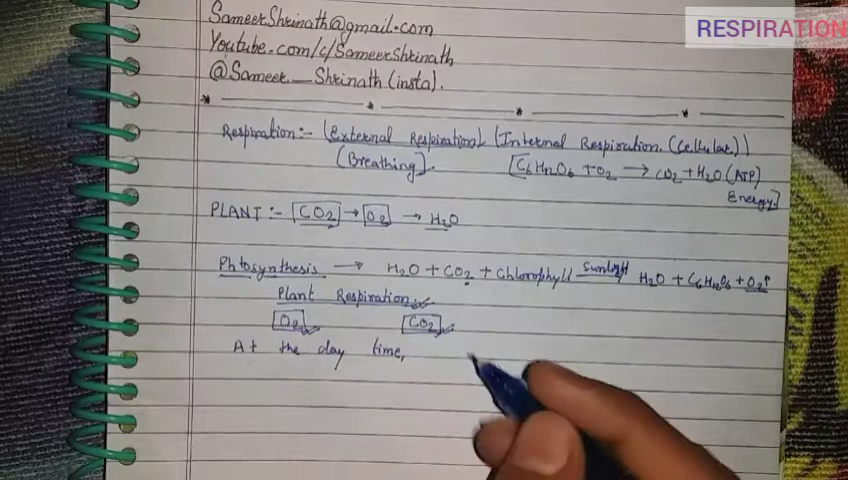 RESPIRATION
SameerShrinath@gmail.com
Youtube.com/c/SameerShrinath
@Sameer_Shrinath (insta).
Respiration:- (External Respiration) (Internal Respiration (Cellular))
(Breathing). [C6H12O6 + O2 → CO2 + H2O (ATP)
Energy]
PLANT:- CO2 → O2 → H2O
Phtosynthesis → H2O + CO2 + Chlorophyll sunlight H2O + C6H12O6 + O2↑
Plant Respiration
O2 CO2
At the day time,